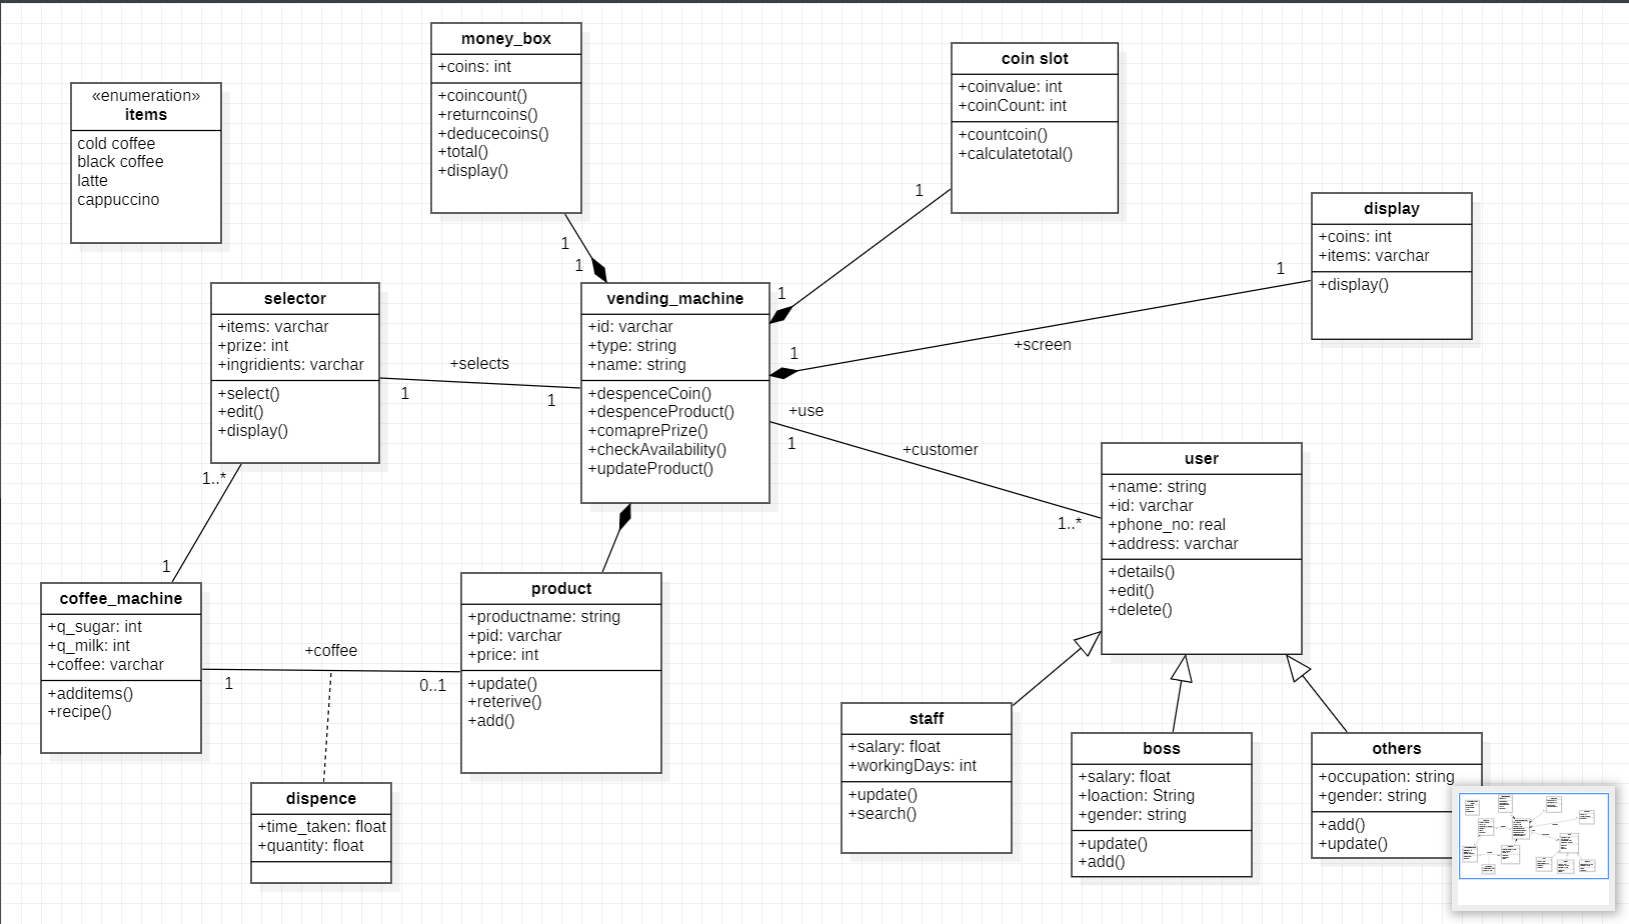 money_box
+coins: int
+coincount()
+returncoins()
+deducecoins()
+total()
+display()
coin slot
+coinvalue: int
+coinCount: int
+countcoin()
+calculatetotal()
«enumeration»
items
cold coffee
black coffee
latte
cappuccino
display
+coins: int
+items: varchar
+display()
1
1
1
1
1
1
+screen
selector
+items: varchar
+prize: int
+ingridients: varchar
+select()
+edit()
+display()
+selects
1
1
vending_machine
+id: varchar
+type: string
+name: string
+despenceCoin()
+despenceProduct()
+comaprePrize()
+checkAvailability()
+updateProduct()
+use
1
+customer
1..*
user
+name: string
+id: varchar
+phone_no: real
+address: varchar
+details()
+edit()
+delete()
1..*
1
coffee_machine
+q_sugar: int
+q_milk: int
+coffee: varchar
+additems()
+recipe()
+coffee
1
0..1
product
+productname: string
+pid: varchar
+price: int
+update()
+reterive()
+add()
dispence
+time_taken: float
+quantity: float
staff
+salary: float
+workingDays: int
+update()
+search()
boss
+salary: float
+loaction: String
+gender: string
+update()
+add()
others
+occupation: string
+gender: string
+add()
+update()